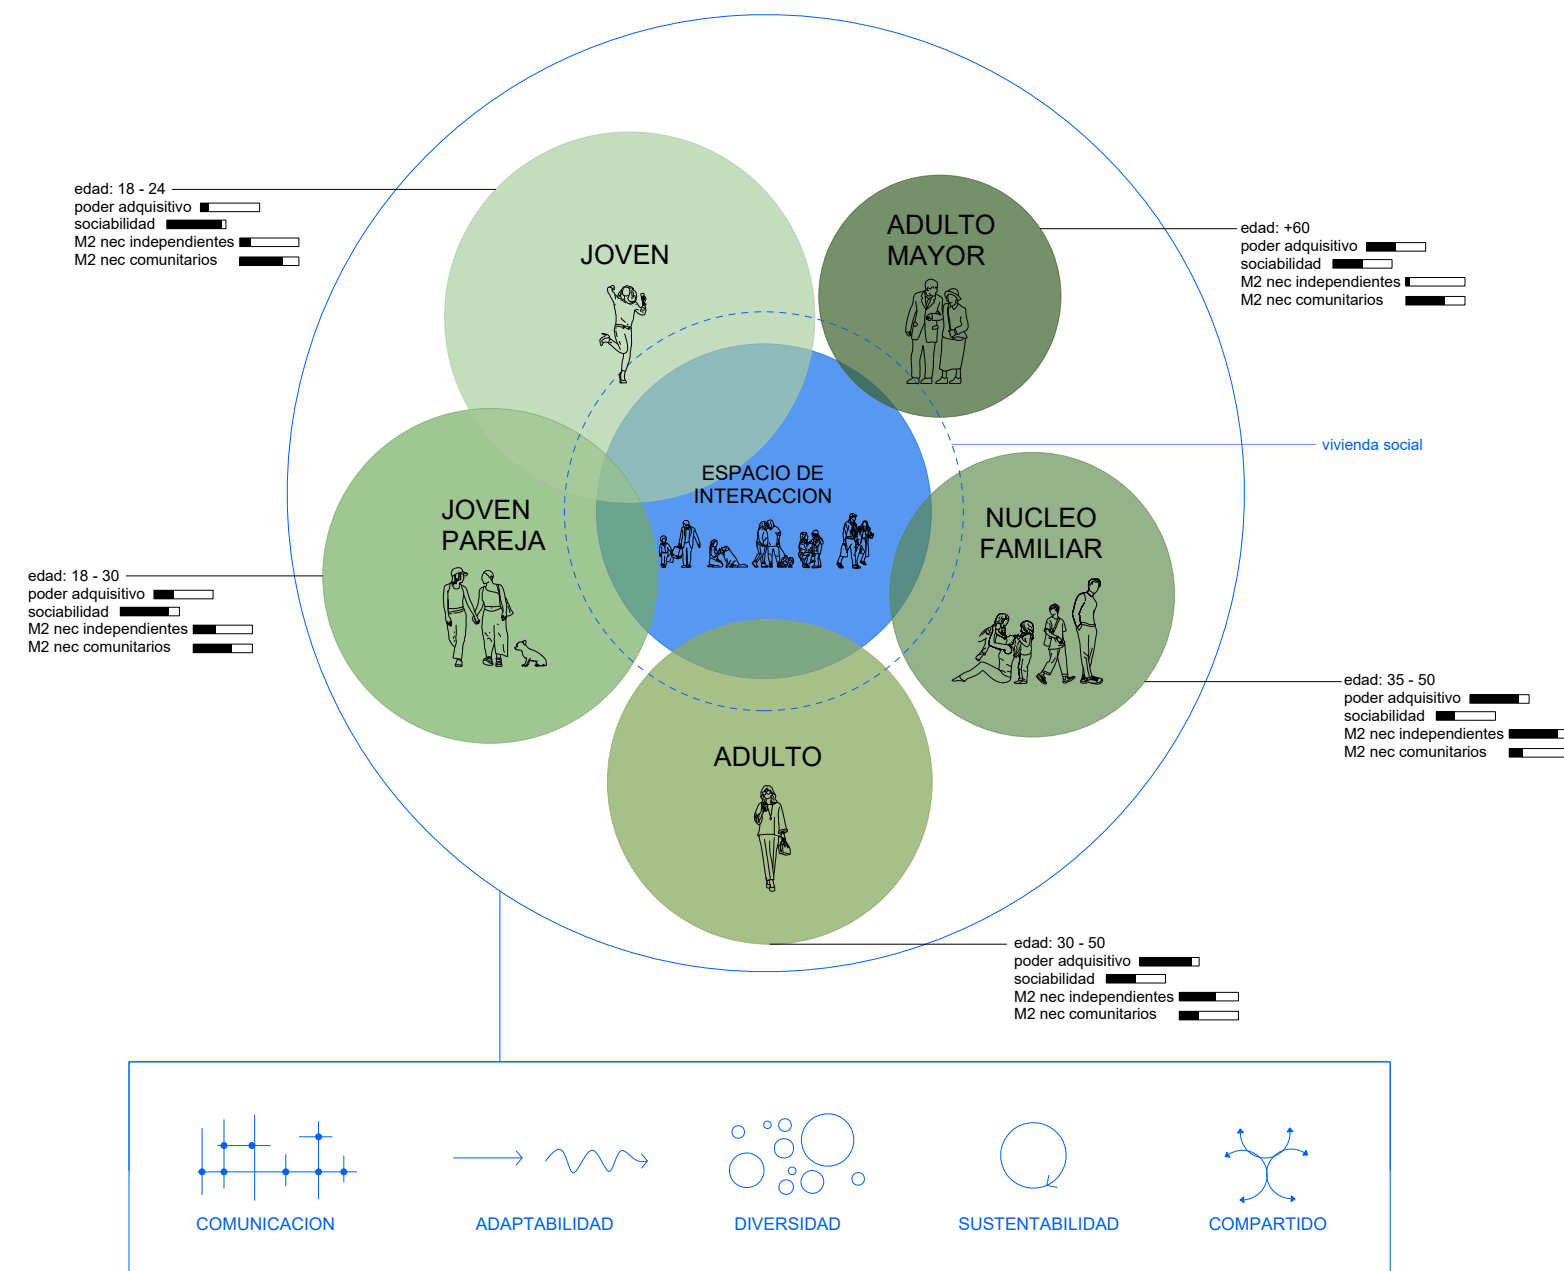 edad: 18 - 24
poder adquisitivo
sociabilidad
M2 nec independientes
M2 nec comunitarios
JOVEN
ADULTO
MAYOR
edad: +60
poder adquisitivo
sociabilidad
M2 nec independientes
M2 nec comunitarios
vivienda social
ESPACIO DE
INTERACCION
JOVEN
PAREJA
NUCLEO
FAMILIAR
edad: 18 - 30
poder adquisitivo
sociabilidad
M2 nec independientes
M2 nec comunitarios
edad: 35 - 50
poder adquisitivo
sociabilidad
M2 nec independientes
M2 nec comunitarios
ADULTO
edad: 30 - 50
poder adquisitivo
sociabilidad
M2 nec independientes
M2 nec comunitarios
COMUNICACION
ADAPTABILIDAD
DIVERSIDAD
SUSTENTABILIDAD
COMPARTIDO